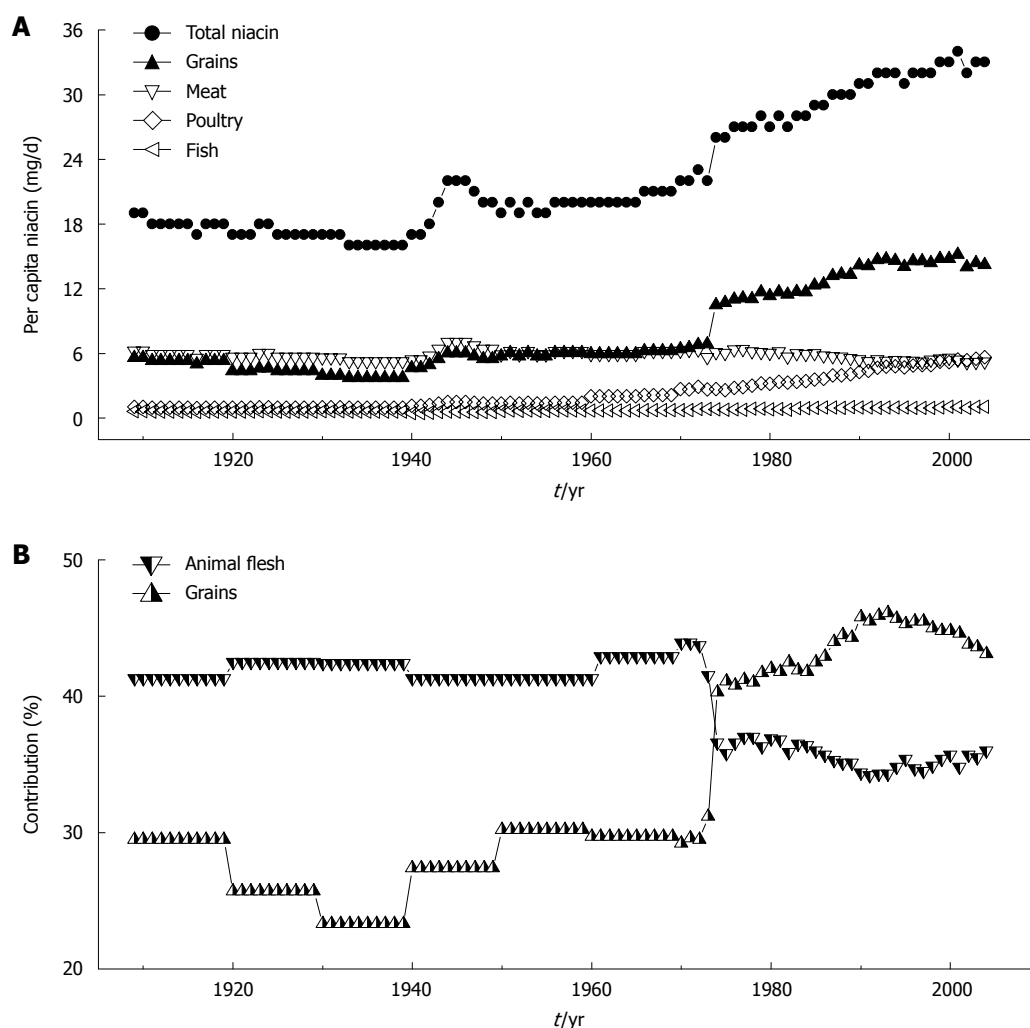 A
36
30
24
18
12
6
0
Per capita niacin (mg/d)
Total niacin
Grains
Meat
Poultry
Fish
1920 1940 1960 1980 2000
t/yr
B
50
40
30
20
Contribution (%)
Animal flesh
Grains
1920 1940 1960 1980 2000
t/yr